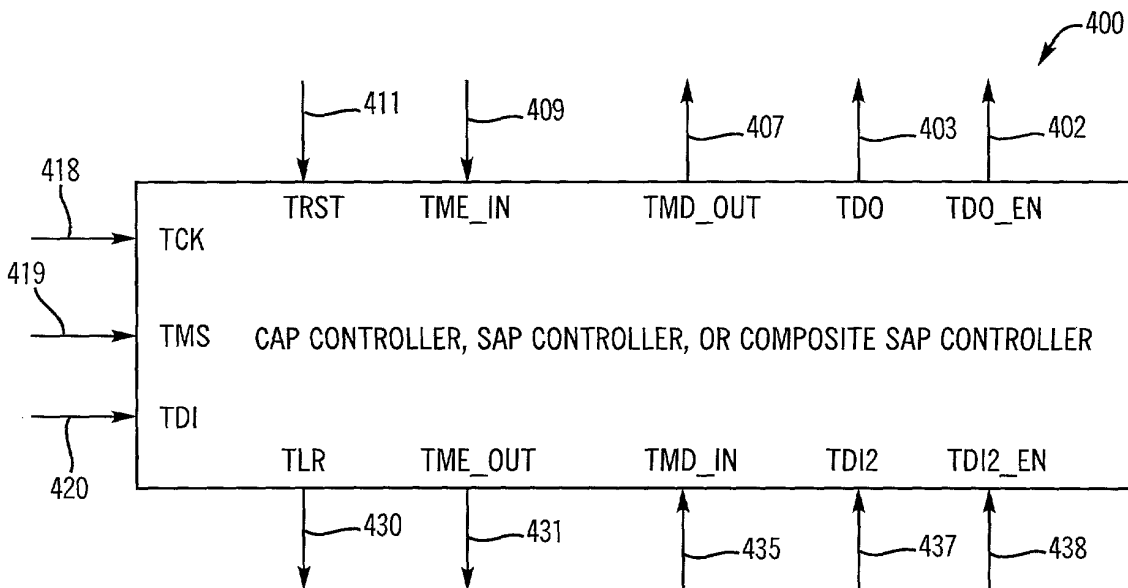 400
411 409 407 403 402
418 TRST TME_IN TMD_OUT TDO TDO_EN
TCK
419
TMS CAP CONTROLLER, SAP CONTROLLER, OR COMPOSITE SAP CONTROLLER
TDI
420 TLR TME_OUT TMD_IN TDI2 TDI2_EN
430 431 435 437 438